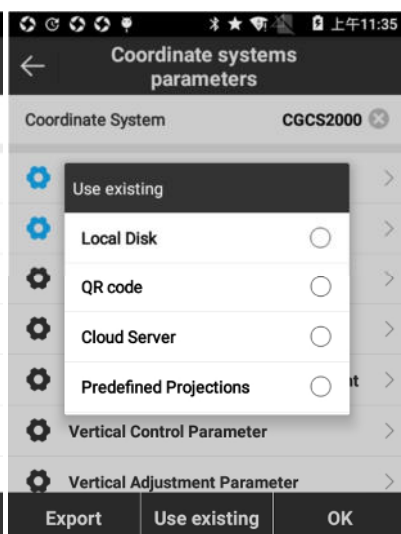 上午11:35
Coordinate systems
parameters
Coordinate System CGCS2000
Use existing
Local Disk
QR code
Cloud Server
Predefined Projections
nt
Vertical Control Parameter
Vertical Adjustment Parameter
Export Use existing OK